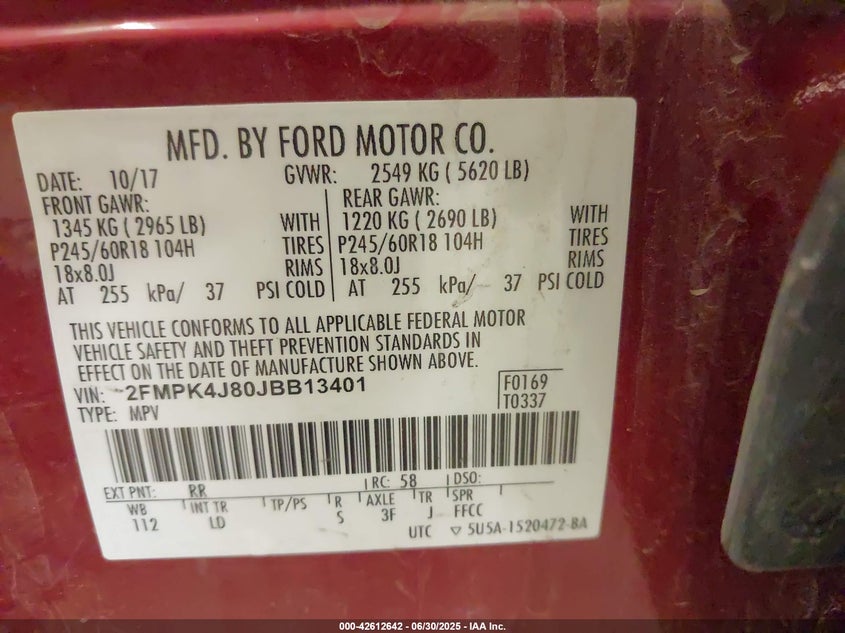 MFD. BY FORD MOTOR CO.
DATE: 10/17 GVWR: 2549 KG ( 5620 LB)
FRONT GAWR: REAR GAWR:
1345 KG ( 2965 LB) WITH 1220 KG ( 2690 LB) WITH
P245/60R18 104H TIRES P245/60R18 104H TIRES
18x8.0J RIMS 18x8.0J RIMS
AT 255 kPa/ 37 PSI COLD AT 255 kPa/ 37 PSI COLD
THIS VEHICLE CONFORMS TO ALL APPLICABLE FEDERAL MOTOR
VEHICLE SAFETY AND THEFT PREVENTION STANDARDS IN
EFFECT ON THE DATE OF MANUFACTURE SHOWN ABOVE.
VIN: 2FMPK4J80JBB13401 F0169
TYPE: MPV T0337
EXT PNT: RR RC: 58 DSO:
WB INT TR TP/PS R AXLE TR SPR
112 LD S 3F J FFCC
UTC ▽ 5U5A-1520472-BA
000-42612642 - 06/30/2025 - IAA Inc.